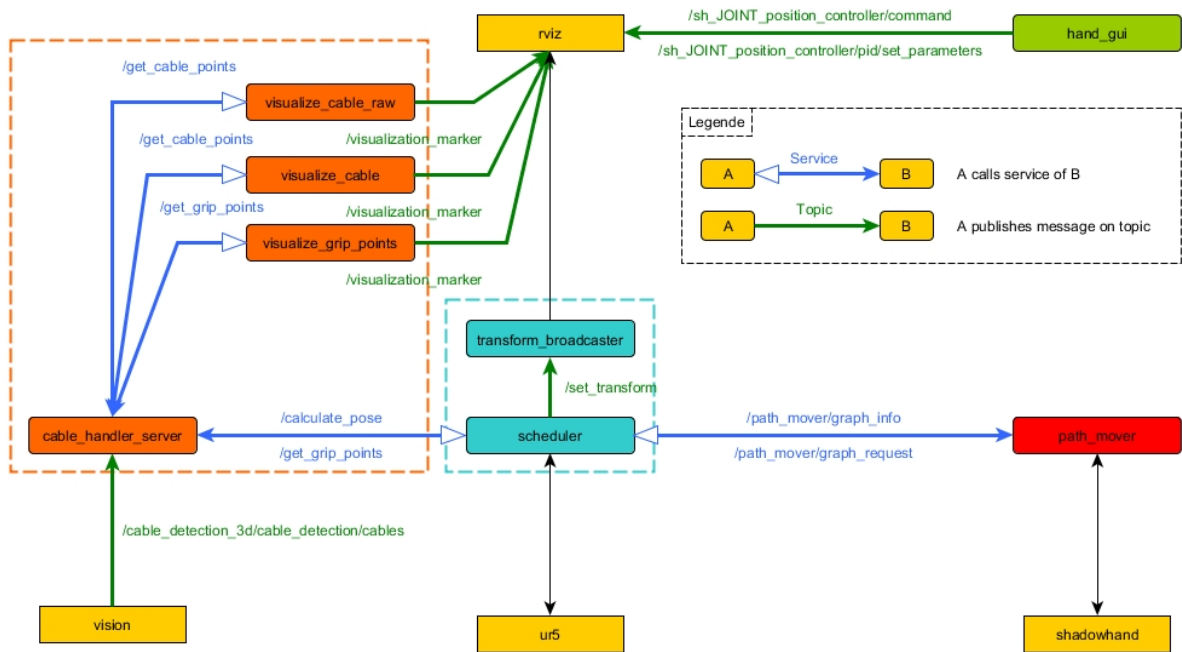 /sh_JOINT_position_controller/command
rviz
hand_gui
/sh_JOINT_position_controller/pid/set_parameters
/get_cable_points
visualize_cable_raw
/visualization_marker
/get_cable_points
visualize_cable
/visualization_marker
/get_grip_points
visualize_grip_points
/visualization_marker
Legende
A
Service
B
A calls service of B
A
Topic
B
A publishes message on topic
transform_broadcaster
/set_transform
cable_handler_server
/calculate_pose
/get_grip_points
scheduler
/path_mover/graph_info
/path_mover/graph_request
path_mover
/cable_detection_3d/cable_detection/cables
vision
ur5
shadowhand